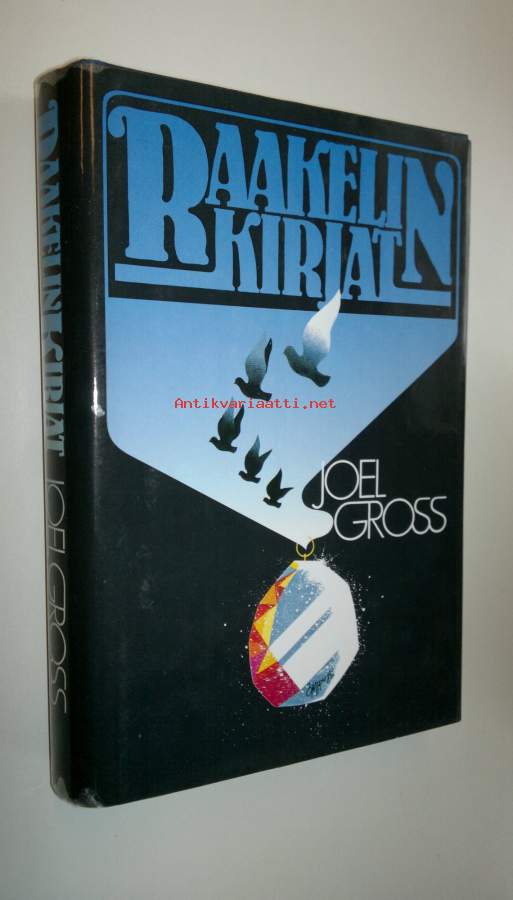 RAAKELIN
KIRJAT
JOEL
GROSS
RAAKELIN KIRJAT JOEL GROSS
Antikvariaatti.net